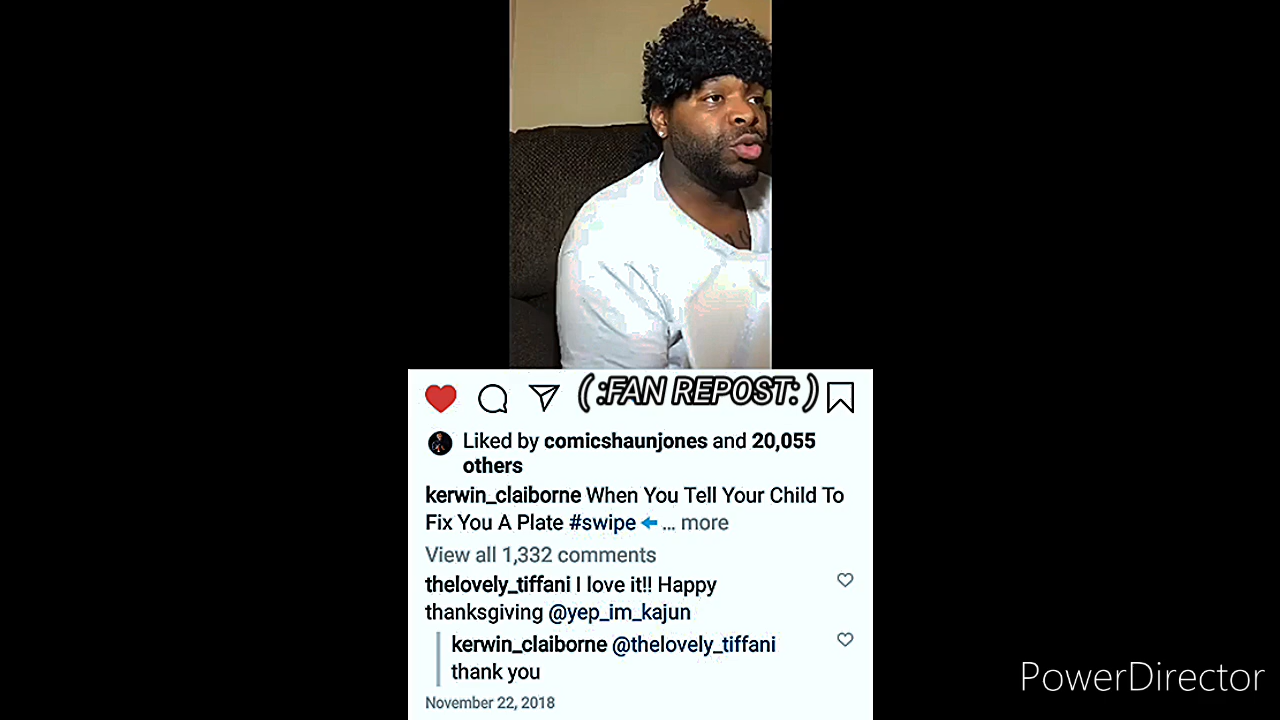 ( :FAN REPOST: )
Liked by comicshaunjones and 20,055
others
kerwin_claiborne When You Tell Your Child To
Fix You A Plate #swipe ... more
View all 1,332 comments
thelovely_tiffani I love it!! Happy
thanksgiving @yep_im_kajun
kerwin_claiborne @thelovely_tiffani
thank you
November 22, 2018
PowerDirector